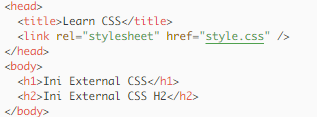 <head>
  <title>Learn CSS</title>
  <link rel="stylesheet" href="style.css" />
</head>
<body>
  <h1>Ini External CSS</h1>
  <h2>Ini External CSS H2</h2>
</body>